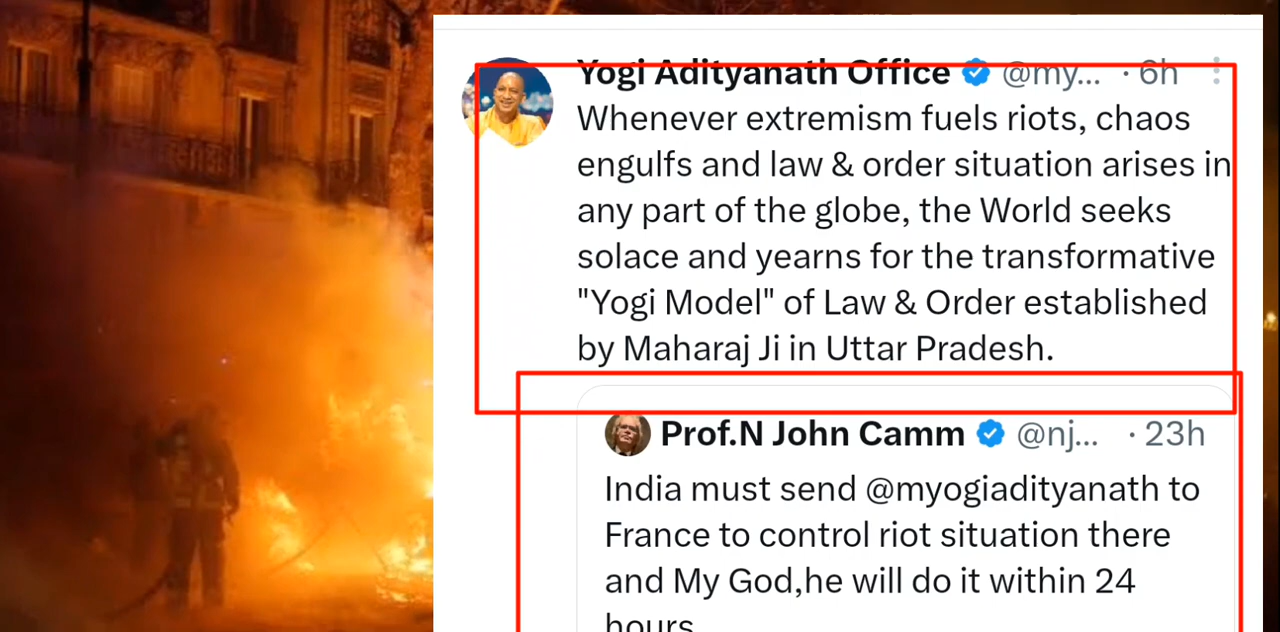 Yogi Adityanath Office @my... · 6h
Whenever extremism fuels riots, chaos
engulfs and law & order situation arises in
any part of the globe, the World seeks
solace and yearns for the transformative
"Yogi Model" of Law & Order established
by Maharaj Ji in Uttar Pradesh.
Prof.N John Camm @nj... · 23h
India must send @myogiadityanath to
France to control riot situation there
and My God,he will do it within 24
hours